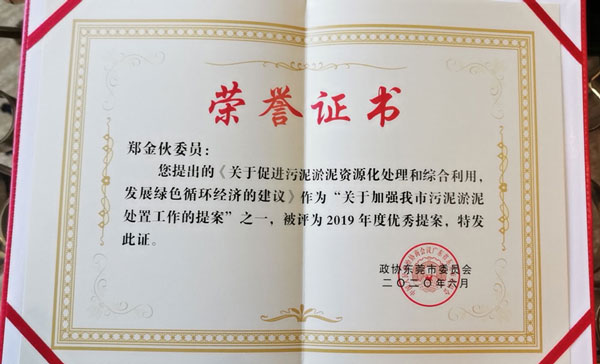 荣誉证书
郑金伙委员：
您提出的《关于促进污泥淤泥资源化处理和综合利用，
发展绿色循环经济的建议》作为“关于加强我市污泥淤泥
处置工作的提案”之一，被评为2019年度优秀提案，特发
此证。
政协东莞市委员会
二〇二〇年六月